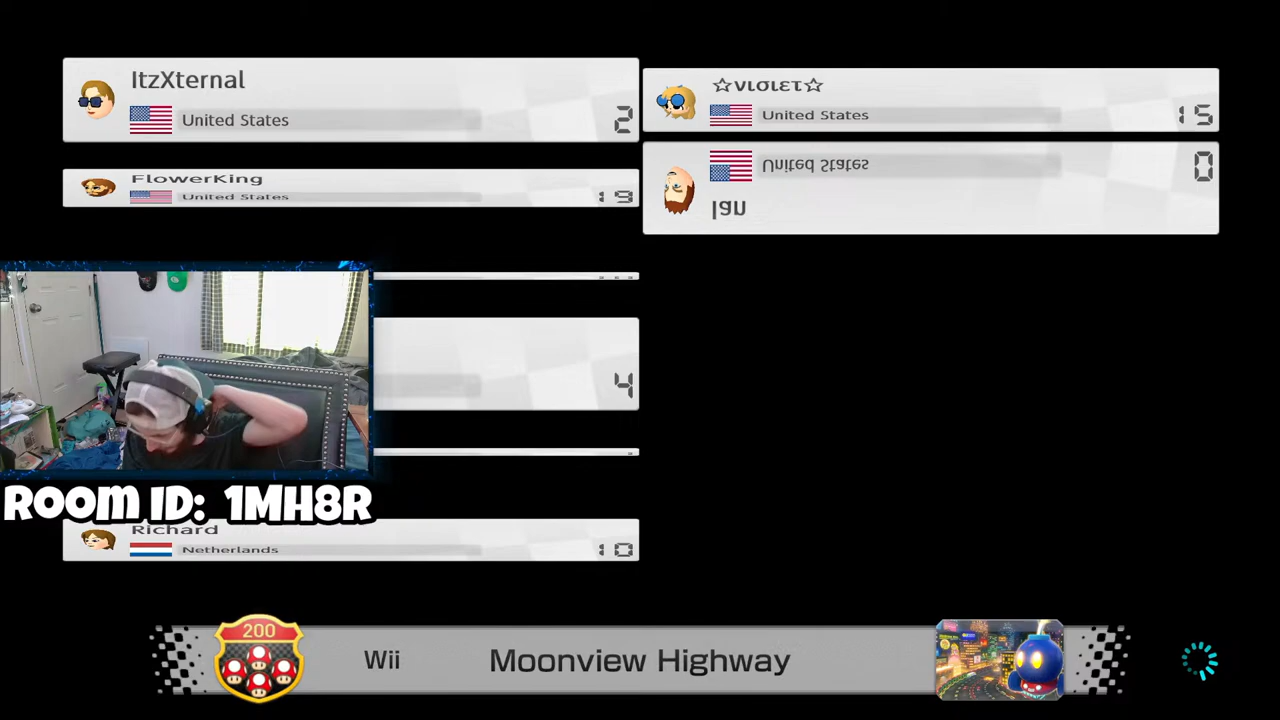 ItzXternal
United States
2
☆νισιετ☆
United States
15
FlowerKing
United States
19
United States
0
Ian
4
ROOM ID: 1MH8R
Richard
Netherlands
10
200
Wii
Moonview Highway